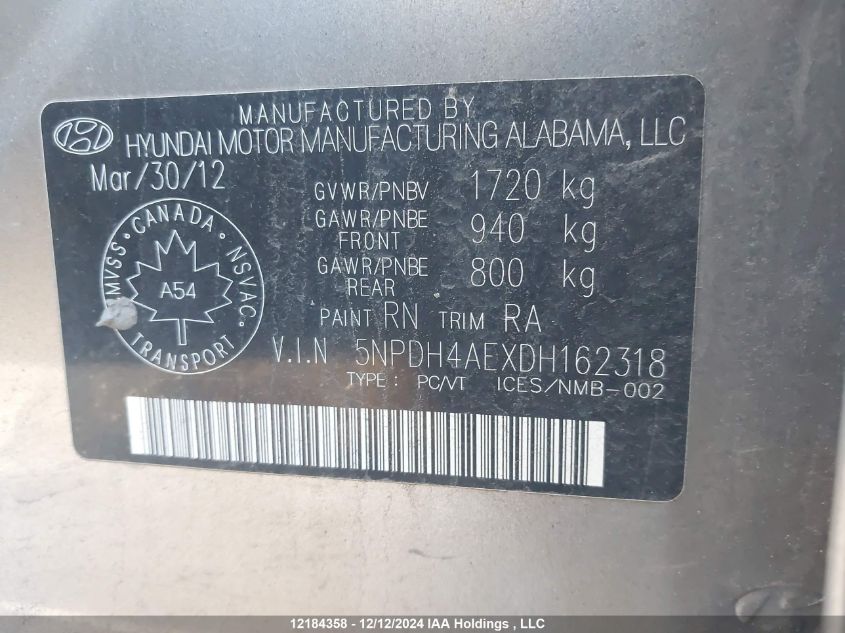 MANUFACTURED BY
HYUNDAI MOTOR MANUFACTURING ALABAMA, LLC
Mar/30/12
GVWR/PNBV 1720 kg
GAWR/PNBE FRONT 940 kg
GAWR/PNBE REAR 800 kg
CANADA · NSVAC · TRANSPORT · MVSS
A54
PAINT RN TRIM RA
V.I.N 5NPDH4AEXDH162318
TYPE : PC/VT ICES/NMB-002
12184358 - 12/12/2024 IAA Holdings , LLC